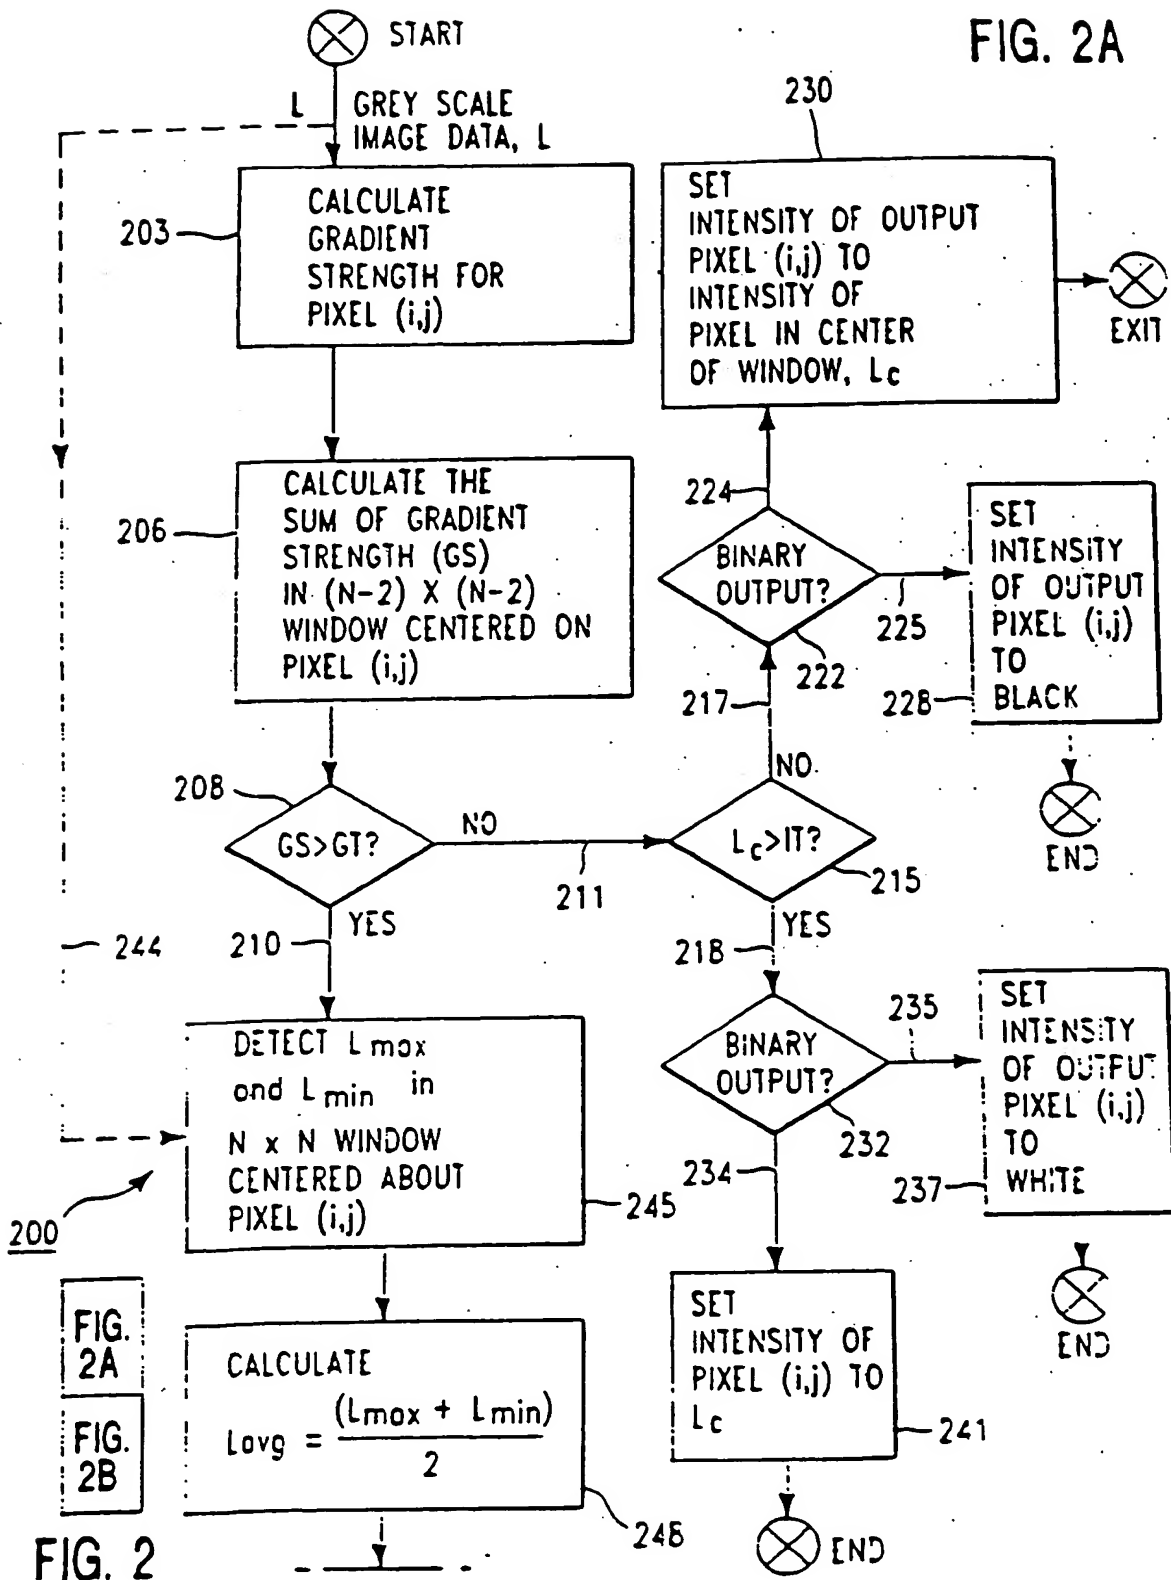 START
FIG. 2A
L
GREY SCALE
IMAGE DATA, L
203
CALCULATE
GRADIENT
STRENGTH FOR
PIXEL (i,j)
230
SET
INTENSITY OF OUTPUT
PIXEL (i,j) TO
INTENSITY OF
PIXEL IN CENTER
OF WINDOW, Lc
EXIT
206
CALCULATE THE
SUM OF GRADIENT
STRENGTH (GS)
IN (N-2) X (N-2)
WINDOW CENTERED ON
PIXEL (i,j)
224
BINARY
OUTPUT?
225
222
217
SET
INTENSITY
OF OUTPUT
PIXEL (i,j)
TO
BLACK
228
END
208
GS>GT?
NO
211
YES
210
NO
Lc>IT?
215
YES
218
244
BINARY
OUTPUT?
235
232
234
SET
INTENSITY
OF OUTPUT
PIXEL (i,j)
TO
WHITE
237
END
DETECT Lmax
and Lmin in
N x N WINDOW
CENTERED ABOUT
PIXEL (i,j)
245
200
SET
INTENSITY OF
PIXEL (i,j) TO
Lc
241
END
FIG.
2A
FIG.
2B
CALCULATE
Lavg = (Lmax + Lmin)
2
248
FIG. 2